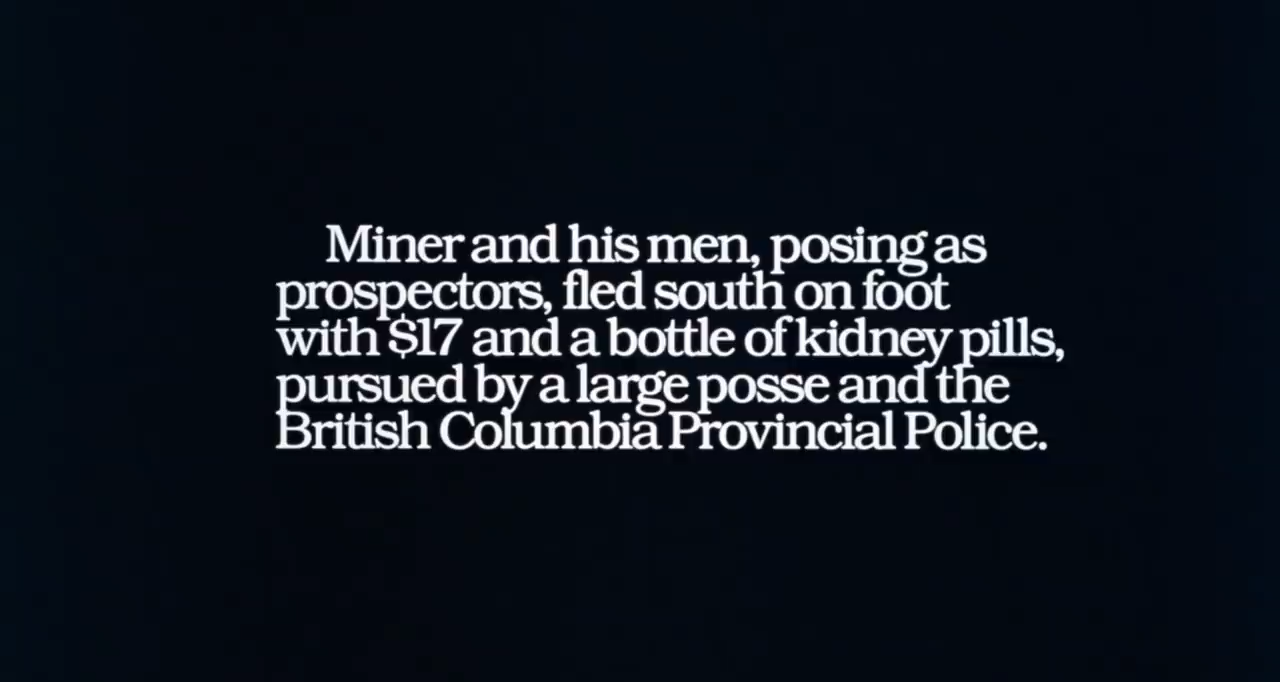 Miner and his men, posing as
prospectors, fled south on foot
with $17 and a bottle of kidney pills,
pursued by a large posse and the
British Columbia Provincial Police.